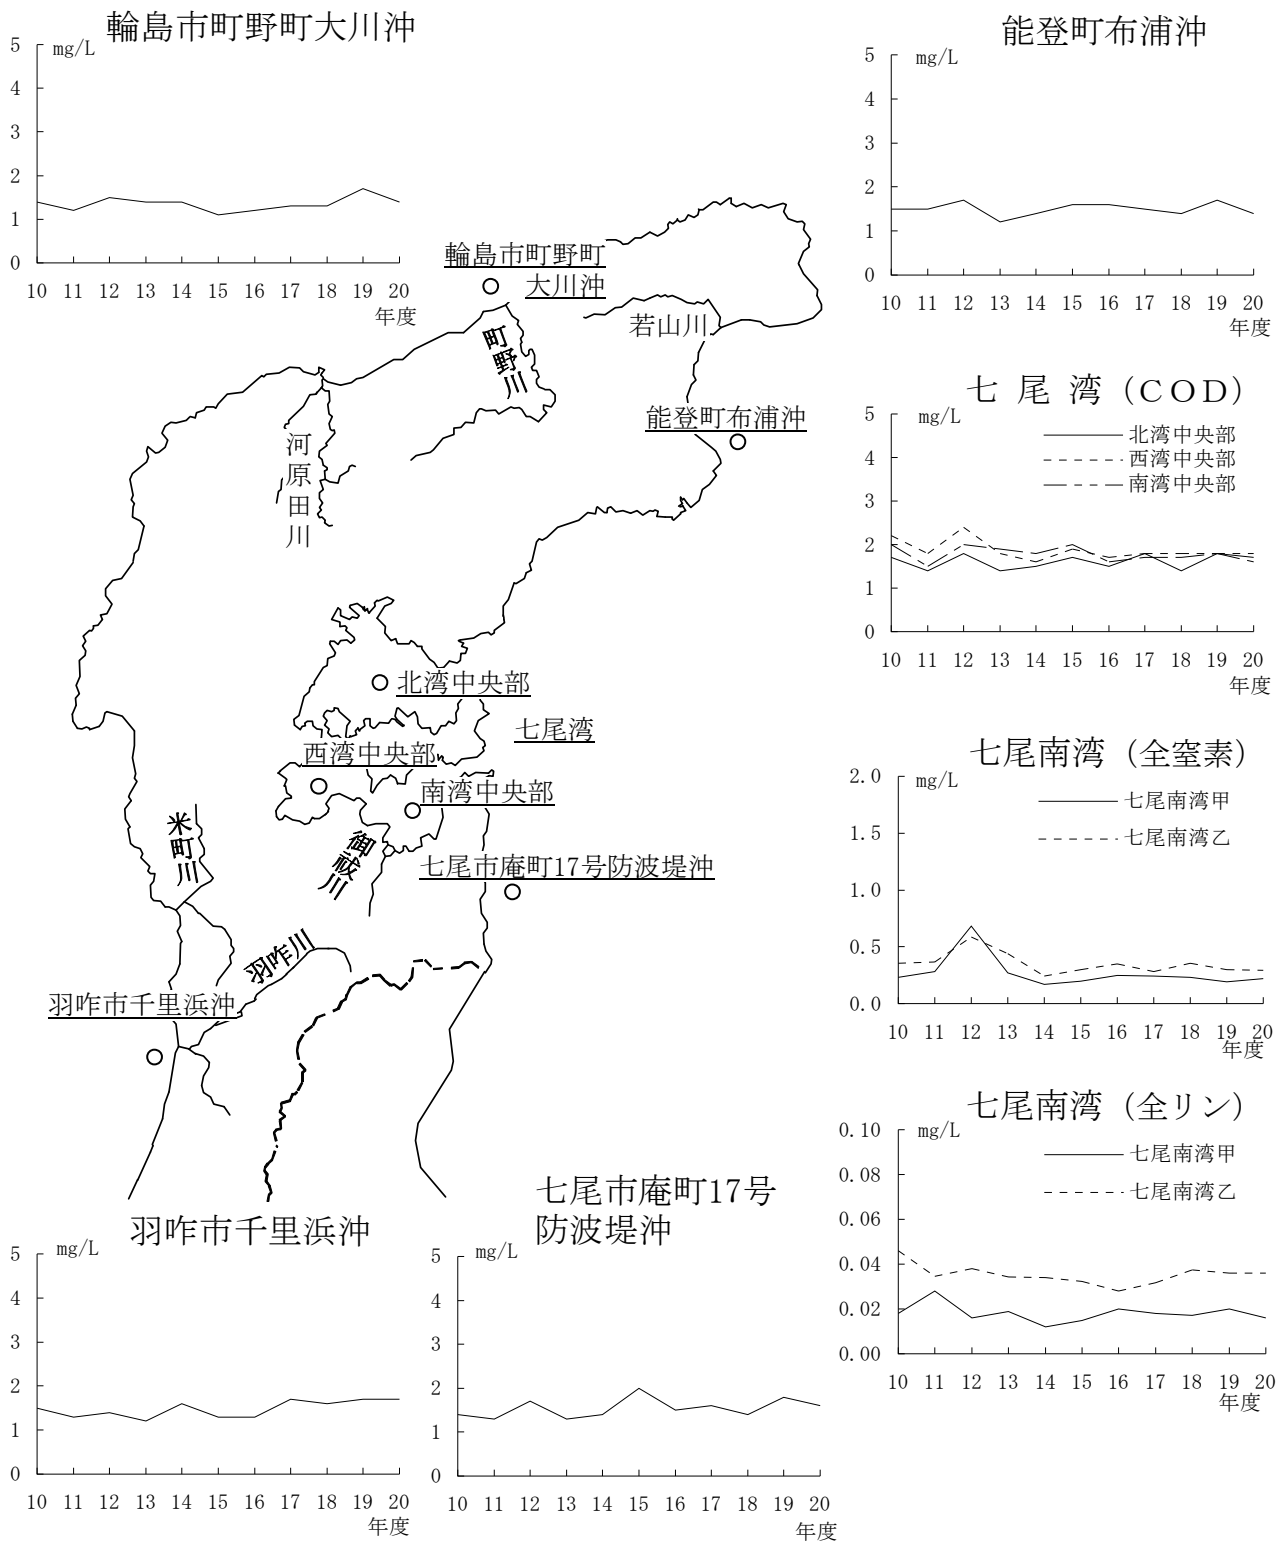 輪島市町野町大川沖
mg/L
5
4
3
2
1
0
10 11 12 13 14 15 16 17 18 19 20
年度
能登町布浦沖
mg/L
5
4
3
2
1
0
10 11 12 13 14 15 16 17 18 19 20
年度
輪島市町野町
大川沖
若山川
町野川
能登町布浦沖
河原田川
北湾中央部
七尾湾
西湾中央部
南湾中央部
米町川
御祓川
七尾市庵町17号防波堤沖
羽咋川
羽咋市千里浜沖
七尾湾（COD）
mg/L
北湾中央部
西湾中央部
南湾中央部
5
4
3
2
1
0
10 11 12 13 14 15 16 17 18 19 20
年度
七尾南湾（全窒素）
mg/L
七尾南湾甲
七尾南湾乙
2.0
1.5
1.0
0.5
0.0
10 11 12 13 14 15 16 17 18 19 20
年度
七尾南湾（全リン）
mg/L
七尾南湾甲
七尾南湾乙
0.10
0.08
0.06
0.04
0.02
0.00
10 11 12 13 14 15 16 17 18 19 20
年度
羽咋市千里浜沖
mg/L
5
4
3
2
1
0
10 11 12 13 14 15 16 17 18 19 20
年度
七尾市庵町17号
防波堤沖
mg/L
5
4
3
2
1
0
10 11 12 13 14 15 16 17 18 19 20
年度